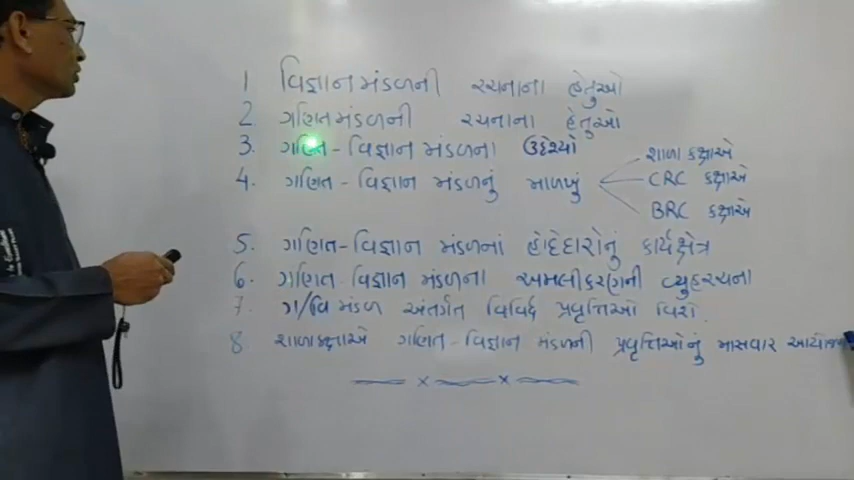 1 વિજ્ઞાન મંડળની રચનાના હેતુઓ
2 ગણિત મંડળની રચનાના હેતુઓ
3. ગણિત - વિજ્ઞાન મંડળના ઉદ્દેશ્યો
4. ગણિત - વિજ્ઞાન મંડળનું માળખું
શાળા કક્ષાએ
CRC કક્ષાએ
BRC કક્ષાએ
5. ગણિત-વિજ્ઞાન મંડળનાં હોદ્દેદારોનું કાર્યક્ષેત્ર
6. ગણિત વિજ્ઞાન મંડળના અમલીકરણની વ્યુહરચના
7. ગ/વિ મંડળ અંતર્ગત વિવિધ પ્રવૃત્તિઓ વિશે.
8 શાળાકક્ષાએ ગણિત-વિજ્ઞાન મંડળની પ્રવૃત્તિઓનું માસવાર આયોજન